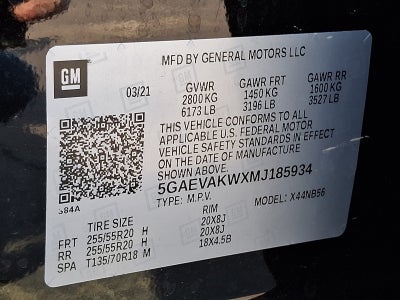 MFD BY GENERAL MOTORS LLC
GM
03/21 GVWR GAWR FRT GAWR RR
2800 KG 1450 KG 1600 KG
6173 LB 3196 LB 3527 LB
THIS VEHICLE CONFORMS TO ALL
APPLICABLE U.S. FEDERAL MOTOR
VEHICLE SAFETY STANDARDS IN EFFECT
ON THE DATE OF MANUFACTURE
SHOWN ABOVE.
5GAEVAKWXMJ185934
584A TYPE: M.P.V. MODEL: X44NB56
TIRE SIZE RIM
FRT 255/55R20 H 20X8J
RR 255/55R20 H 20X8J
SPA T135/70R18 M 18X4.5B